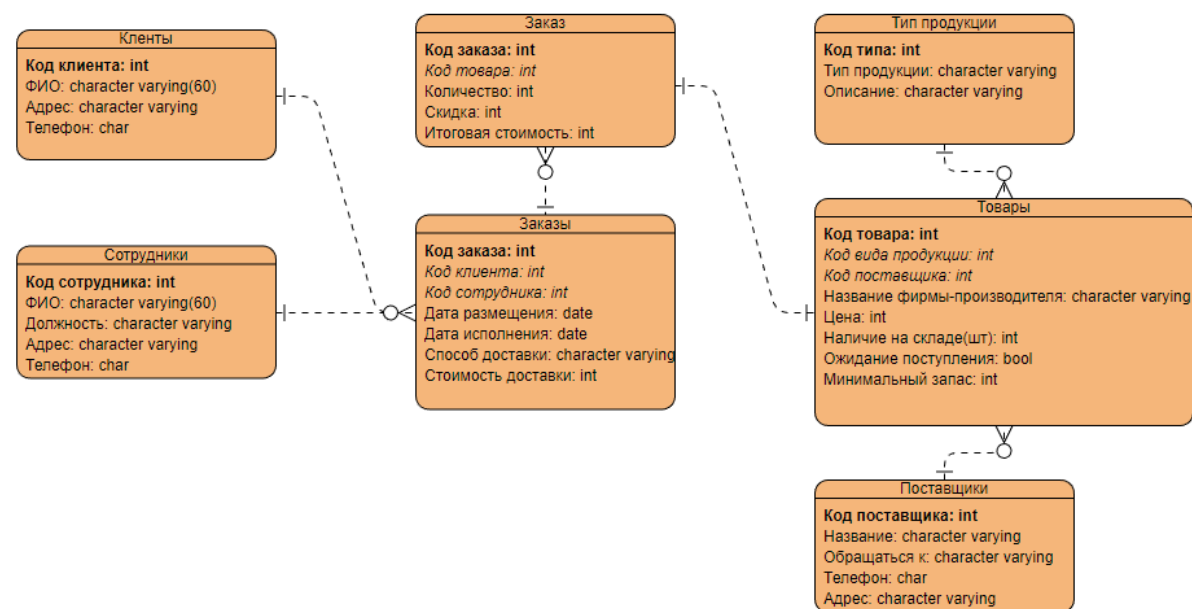 Кленты
Код клиента: int
ФИО: character varying(60)
Адрес: character varying
Телефон: char
Заказ
Код заказа: int
Код товара: int
Количество: int
Скидка: int
Итоговая стоимость: int
Тип продукции
Код типа: int
Тип продукции: character varying
Описание: character varying
Сотрудники
Код сотрудника: int
ФИО: character varying(60)
Должность: character varying
Адрес: character varying
Телефон: char
Заказы
Код заказа: int
Код клиента: int
Код сотрудника: int
Дата размещения: date
Дата исполнения: date
Способ доставки: character varying
Стоимость доставки: int
Товары
Код товара: int
Код вида продукции: int
Код поставщика: int
Название фирмы-производителя: character varying
Цена: int
Наличие на складе(шт): int
Ожидание поступления: bool
Минимальный запас: int
Поставщики
Код поставщика: int
Название: character varying
Обращаться к: character varying
Телефон: char
Адрес: character varying